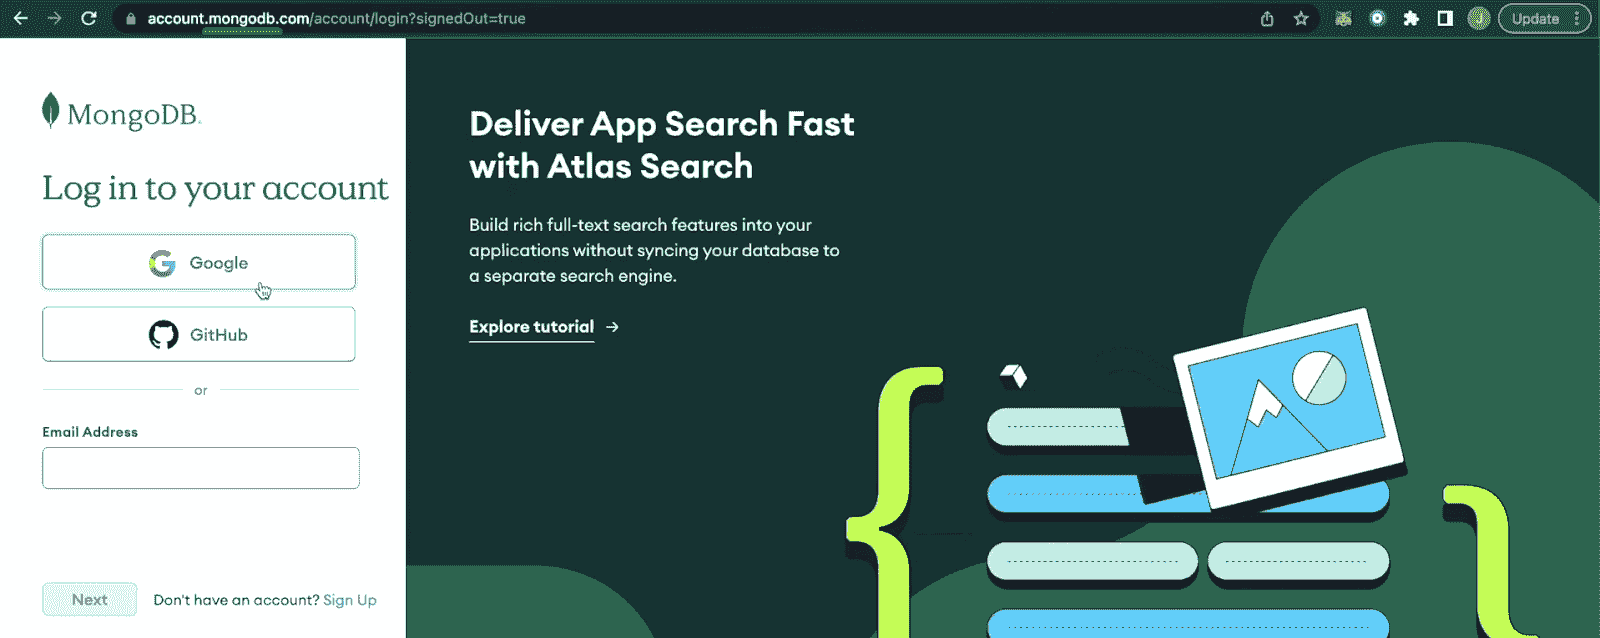 account.mongodb.com/account/login?signedOut=true
Update
MongoDB.
Log in to your account
Google
GitHub
or
Email Address
Next
Don't have an account? Sign Up
Deliver App Search Fast
with Atlas Search
Build rich full-text search features into your
applications without syncing your database to
a separate search engine.
Explore tutorial →